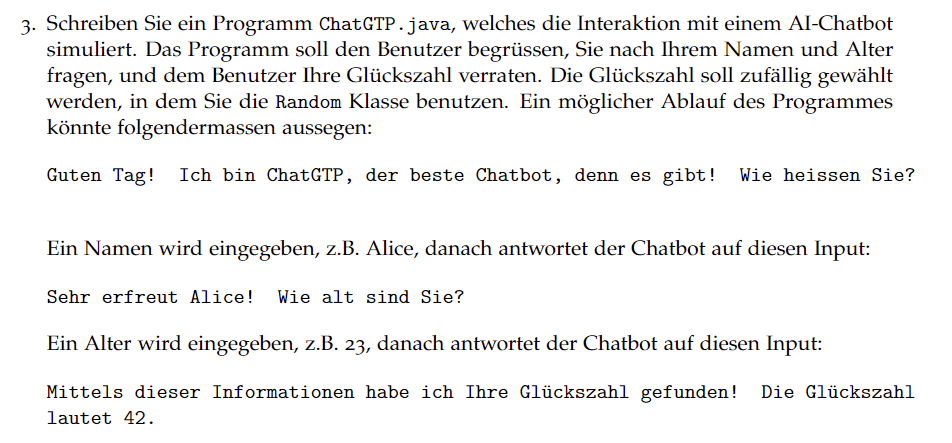 3. Schreiben Sie ein Programm ChatGTP.java, welches die Interaktion mit einem AI-Chatbot
simuliert. Das Programm soll den Benutzer begrüssen, Sie nach Ihrem Namen und Alter
fragen, und dem Benutzer Ihre Glückszahl verraten. Die Glückszahl soll zufällig gewählt
werden, in dem Sie die Random Klasse benutzen. Ein möglicher Ablauf des Programmes
könnte folgendermassen aussegen:
Guten Tag! Ich bin ChatGTP, der beste Chatbot, denn es gibt! Wie heissen Sie?
Ein Namen wird eingegeben, z.B. Alice, danach antwortet der Chatbot auf diesen Input:
Sehr erfreut Alice! Wie alt sind Sie?
Ein Alter wird eingegeben, z.B. 23, danach antwortet der Chatbot auf diesen Input:
Mittels dieser Informationen habe ich Ihre Glückszahl gefunden! Die Glückszahl
lautet 42.